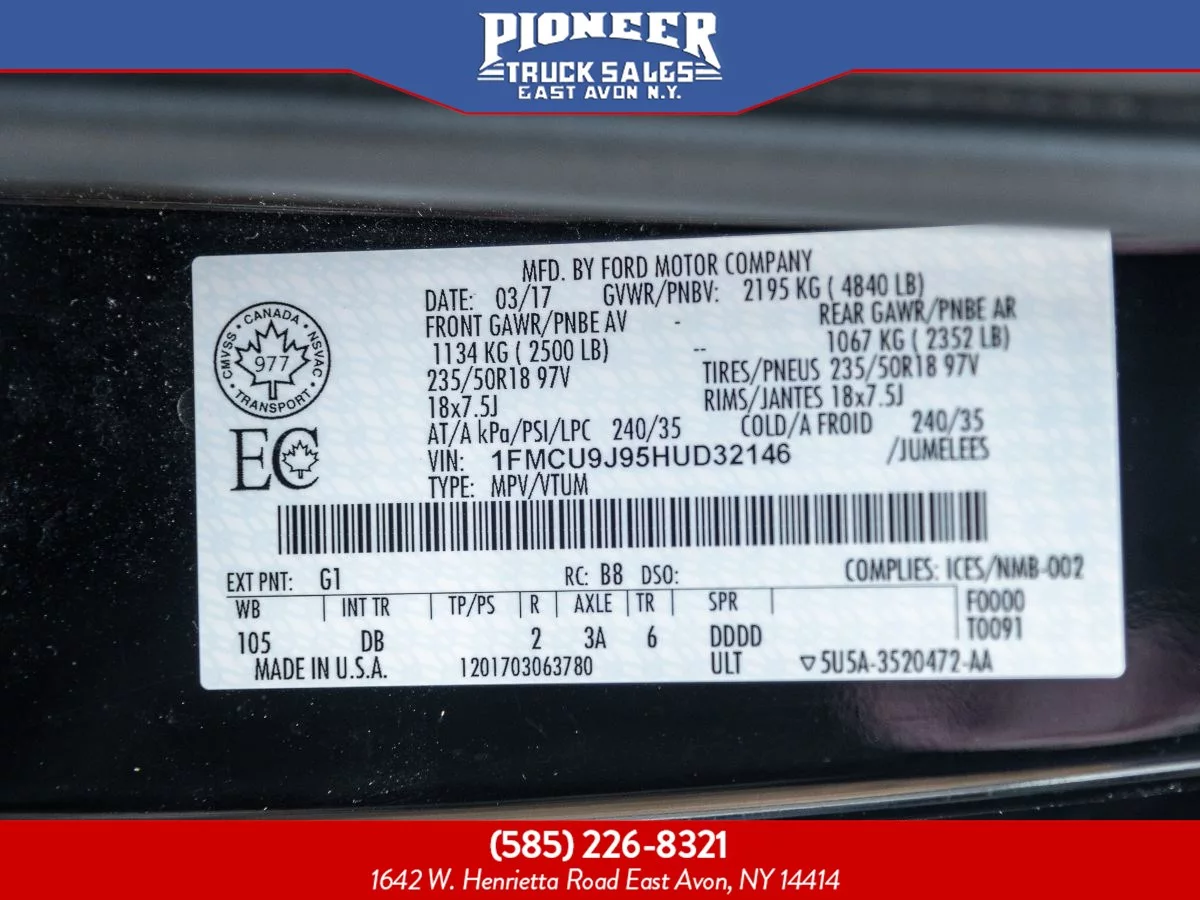 PIONEER
TRUCK SALES
EAST AVON N.Y.
MFD. BY FORD MOTOR COMPANY
DATE: 03/17 GVWR/PNBV: 2195 KG ( 4840 LB)
FRONT GAWR/PNBE AV - REAR GAWR/PNBE AR
1134 KG ( 2500 LB) -- 1067 KG ( 2352 LB)
235/50R18 97V TIRES/PNEUS 235/50R18 97V
18x7.5J RIMS/JANTES 18x7.5J
AT/A kPa/PSI/LPC 240/35 COLD/A FROID 240/35
VIN: 1FMCU9J95HUD32146 /JUMELEES
TYPE: MPV/VTUM
CMVSS • CANADA • NSVAC • TRANSPORT •
977
EC
EXT PNT: G1 RC: B8 DSO: COMPLIES: ICES/NMB-002
WB | INT TR | TP/PS | R | AXLE | TR | SPR | F0000
105 DB 2 3A 6 DDDD T0091
MADE IN U.S.A. 1201703063780 ULT ▽5U5A-3520472-AA
(585) 226-8321
1642 W. Henrietta Road East Avon, NY 14414